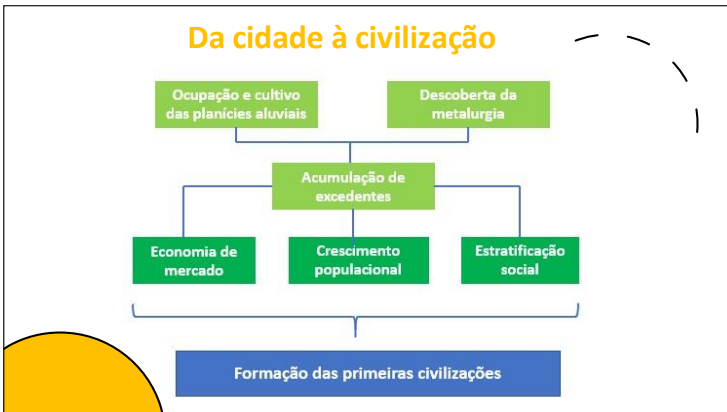 Da cidade à civilização
Ocupação e cultivo
das planícies aluviais
Descoberta da
metalurgia
Acumulação de
excedentes
Economia de
mercado
Crescimento
populacional
Estratificação
social
Formação das primeiras civilizações